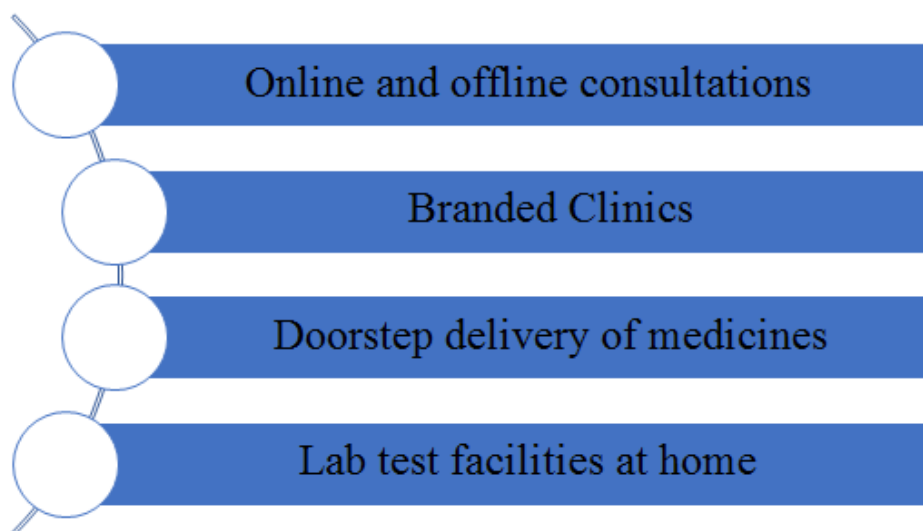 Online and offline consultations
Branded Clinics
Doorstep delivery of medicines
Lab test facilities at home